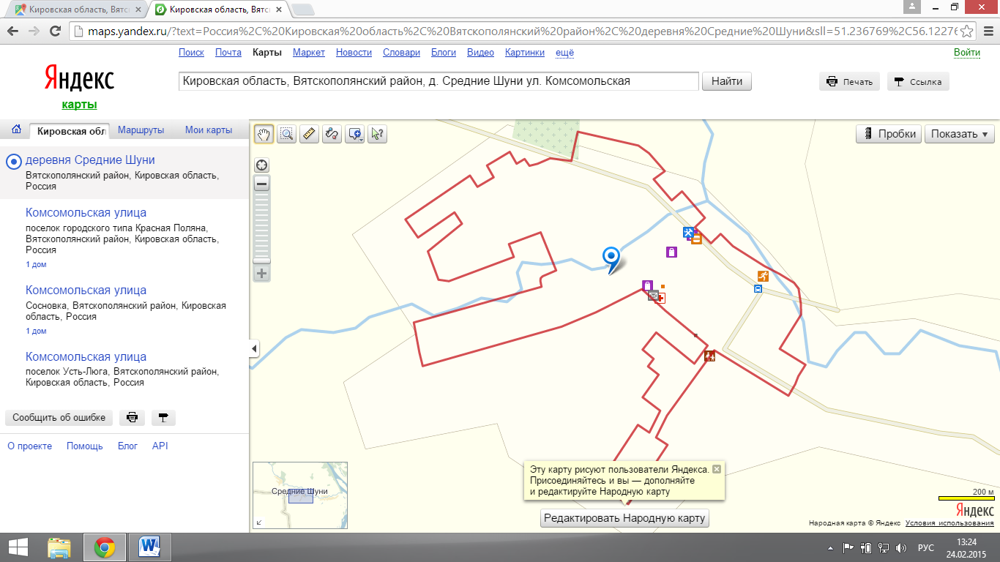 Кировская область, Вятс
Кировская область, Вятс
maps.yandex.ru/?text=Россия%2C%20Кировская%20область%2C%20Вятскополянский%20район%2C%20деревня%20Средние%20Шуни&sll=51.236769%2C56.12276
Поиск Почта Карты Маркет Новости Словари Блоги Видео Картинки ещё
Войти
Яндекс
карты
Кировская область, Вятскополянский район, д. Средние Шуни ул. Комсомольская
Найти
Печать
Ссылка
Кировская обл
Маршруты
Мои карты
Пробки
Показать
деревня Средние Шуни
Вятскополянский район, Кировская область,
Россия
Комсомольская улица
поселок городского типа Красная Поляна,
Вятскополянский район, Кировская область,
Россия
1 дом
Комсомольская улица
Сосновка, Вятскополянский район, Кировская
область, Россия
1 дом
Комсомольская улица
поселок Усть-Люга, Вятскополянский район,
Кировская область, Россия
Сообщить об ошибке
О проекте Помощь Блог API
Средние Шуни
Эту карту рисуют пользователи Яндекса.
Присоединяйтесь и вы — дополняйте
и редактируйте Народную карту
Редактировать Народную карту
200 м
Яндекс
Народная карта © Яндекс Условия использования
РУС
13:24
24.02.2015